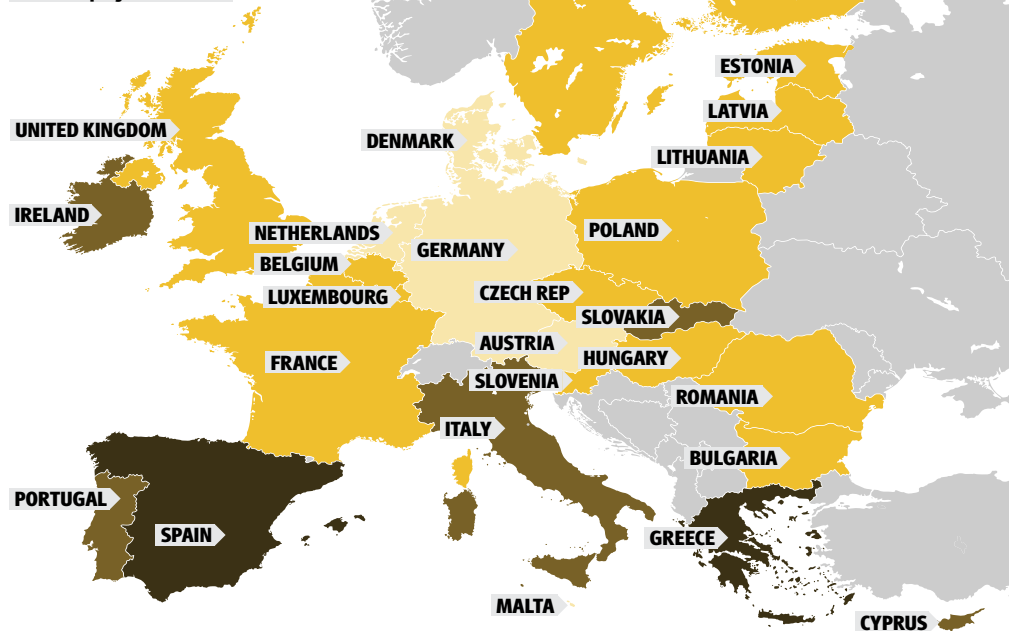 ESTONIA
LATVIA
UNITED KINGDOM
DENMARK
LITHUANIA
IRELAND
NETHERLANDS
POLAND
GERMANY
BELGIUM
CZECH REP
LUXEMBOURG
SLOVAKIA
AUSTRIA
HUNGARY
FRANCE
SLOVENIA
ROMANIA
ITALY
BULGARIA
PORTUGAL
SPAIN
GREECE
MALTA
CYPRUS